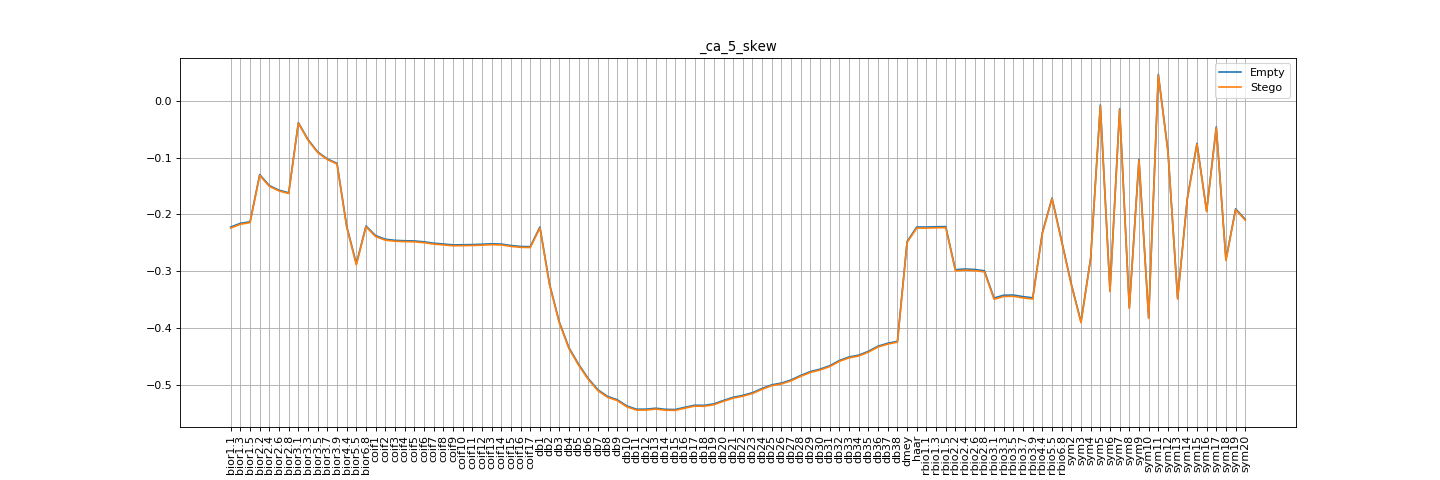 _ca_5_skew
Empty
Stego
0.0
−0.1
−0.2
−0.3
−0.4
−0.5
bior1.1
bior1.3
bior1.5
bior2.2
bior2.4
bior2.6
bior2.8
bior3.1
bior3.3
bior3.5
bior3.7
bior3.9
bior4.4
bior5.5
bior6.8
coif1
coif2
coif3
coif4
coif5
coif6
coif7
coif8
coif9
coif10
coif11
coif12
coif13
coif14
coif15
coif16
coif17
db1
db2
db3
db4
db5
db6
db7
db8
db9
db10
db11
db12
db13
db14
db15
db16
db17
db18
db19
db20
db21
db22
db23
db24
db25
db26
db27
db28
db29
db30
db31
db32
db33
db34
db35
db36
db37
db38
dmey
haar
rbio1.1
rbio1.3
rbio1.5
rbio2.2
rbio2.4
rbio2.6
rbio2.8
rbio3.1
rbio3.3
rbio3.5
rbio3.7
rbio3.9
rbio4.4
rbio5.5
rbio6.8
sym2
sym3
sym4
sym5
sym6
sym7
sym8
sym9
sym10
sym11
sym12
sym13
sym14
sym15
sym16
sym17
sym18
sym19
sym20